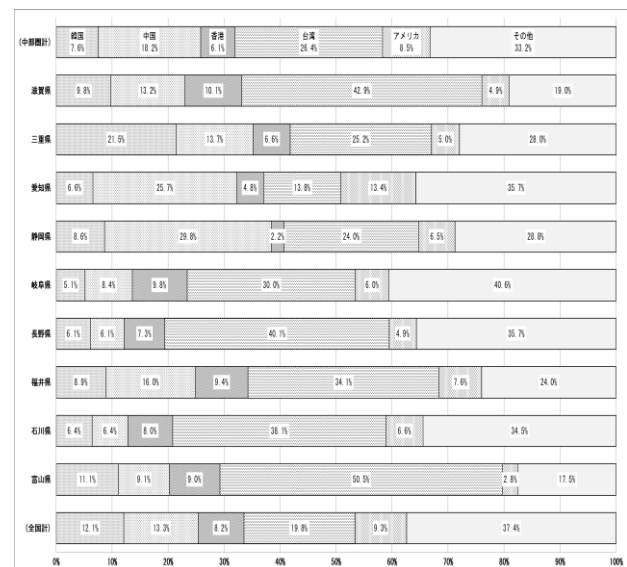 韓国 中国 香港 台湾 アメリカ その他
(中部圏計) 7.6% 18.2% 6.1% 26.4% 8.5% 33.2%
滋賀県 9.8% 13.2% 10.1% 42.9% 4.9% 19.0%
三重県 21.5% 13.7% 6.6% 25.2% 5.0% 28.0%
愛知県 6.6% 25.7% 4.8% 13.8% 13.4% 35.7%
静岡県 8.6% 29.8% 2.2% 24.0% 6.5% 28.8%
岐阜県 5.1% 8.4% 9.8% 30.0% 6.0% 40.6%
長野県 6.1% 6.1% 7.3% 40.1% 4.9% 35.7%
福井県 8.9% 16.0% 9.4% 34.1% 7.6% 24.0%
石川県 6.4% 6.4% 8.0% 38.1% 6.6% 34.5%
富山県 11.1% 9.1% 9.0% 50.5% 2.8% 17.5%
(全国計) 12.1% 13.3% 8.2% 19.8% 9.3% 37.4%
0% 10% 20% 30% 40% 50% 60% 70% 80% 90% 100%